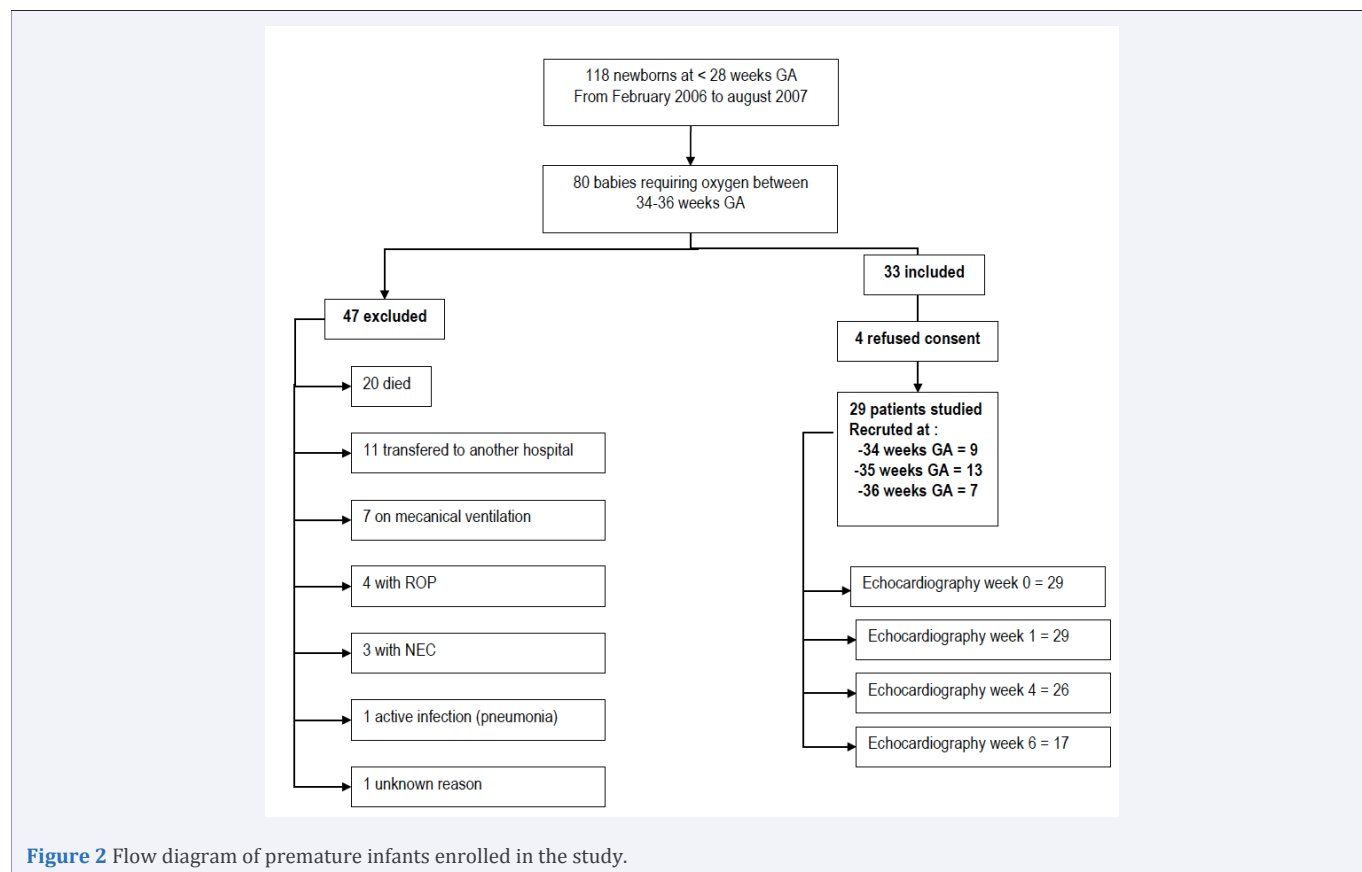 118 newborns at < 28 weeks GA
From February 2006 to august 2007
80 babies requiring oxygen between
34-36 weeks GA
33 included
47 excluded
4 refused consent
20 died
29 patients studied
Recruted at :
-34 weeks GA = 9
-35 weeks GA = 13
-36 weeks GA = 7
11 transfered to another hospital
7 on mecanical ventilation
4 with ROP
3 with NEC
1 active infection (pneumonia)
1 unknown reason
Echocardiography week 0 = 29
Echocardiography week 1 = 29
Echocardiography week 4 = 26
Echocardiography week 6 = 17
Figure 2 Flow diagram of premature infants enrolled in the study.